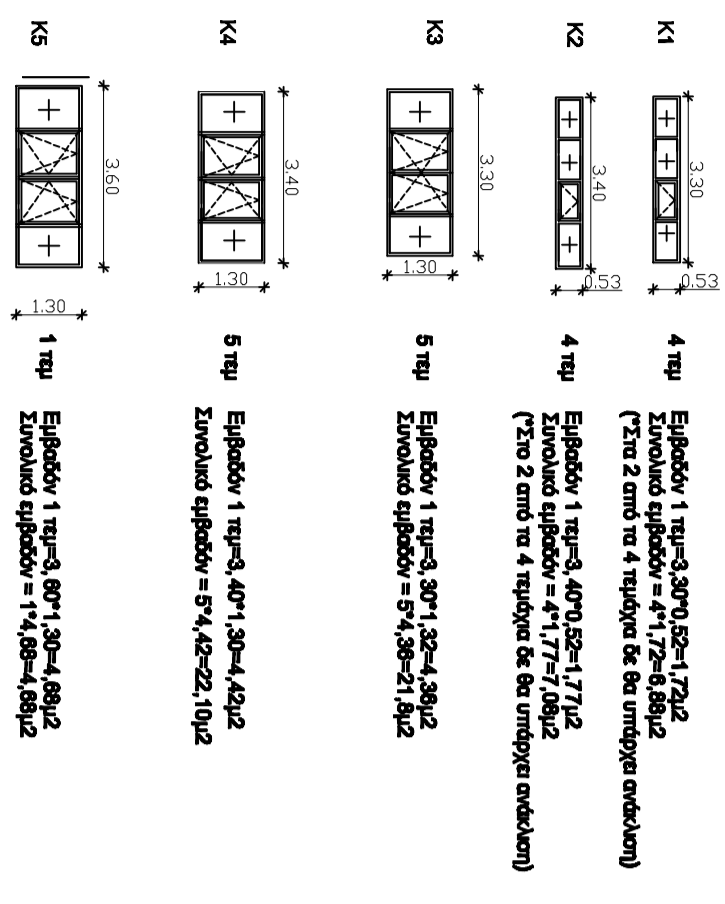 K1
3.30
0.53
4 τεμ
Εμβαδόν 1 τεμ=3,30*0,52=1,72μ2
Συνολικό εμβαδόν = 4*1,72=6,88μ2
(*Στα 2 από τα 4 τεμάχια δε θα υπάρχει ανάκλιση)
K2
3.40
0.53
4 τεμ
Εμβαδόν 1 τεμ=3,40*0,52=1,77μ2
Συνολικό εμβαδόν = 4*1,77=7,08μ2
(*Στο 2 από τα 4 τεμάχια δε θα υπάρχει ανάκλιση)
K3
3.30
1.30
5 τεμ
Εμβαδόν 1 τεμ=3,30*1,32=4,36μ2
Συνολικό εμβαδόν = 5*4,36=21,8μ2
K4
3.40
1.30
5 τεμ
Εμβαδόν 1 τεμ=3,40*1,30=4,42μ2
Συνολικό εμβαδόν = 5*4,42=22,10μ2
K5
3.60
1.30
1 τεμ
Εμβαδόν 1 τεμ=3,60*1,30=4,68μ2
Συνολικό εμβαδόν = 1*4,68=4,68μ2